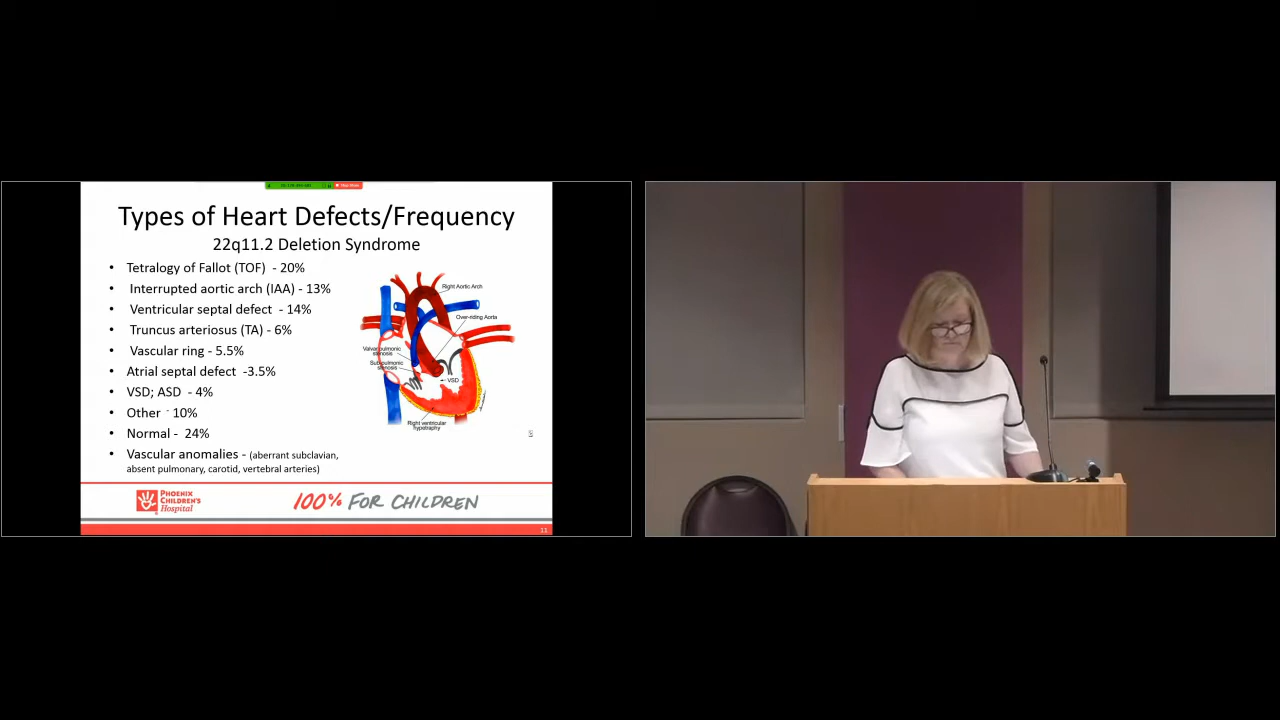 Types of Heart Defects/Frequency
22q11.2 Deletion Syndrome
• Tetralogy of Fallot (TOF) - 20%
• Interrupted aortic arch (IAA) - 13%
• Ventricular septal defect - 14%
• Truncus arteriosus (TA) - 6%
• Vascular ring - 5.5%
• Atrial septal defect -3.5%
• VSD; ASD - 4%
• Other - 10%
• Normal - 24%
• Vascular anomalies - (aberrant subclavian,
absent pulmonary, carotid, vertebral arteries)
Right Aortic Arch
Over-riding Aorta
Valvar pulmonic
stenosis
Sub pulmonic
stenosis
VSD
Right ventricular
PHOENIX
CHILDREN'S
Hospital
100% FOR CHILDREN
11